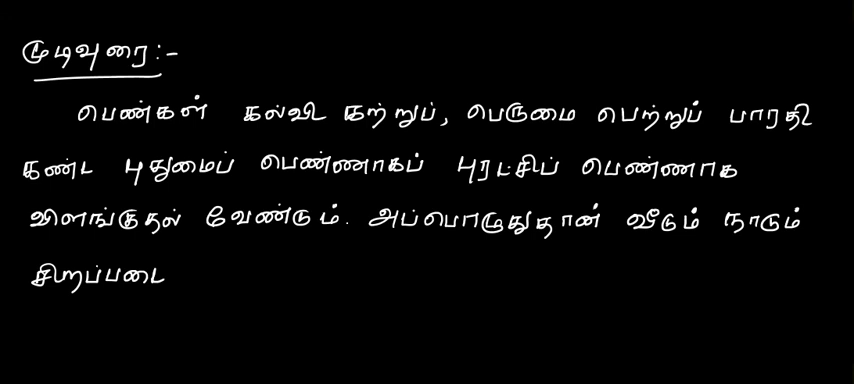 முடிவுரை:-
பெண்கள் கல்வி கற்றுப், பெருமை பெற்றுப் பாரதி
கண்ட புதுமைப் பெண்ணாகப் புரட்சிப் பெண்ணாக
விளங்குதல் வேண்டும். அப்பொழுதுதான் வீடும் நாடும்
சிறப்படை